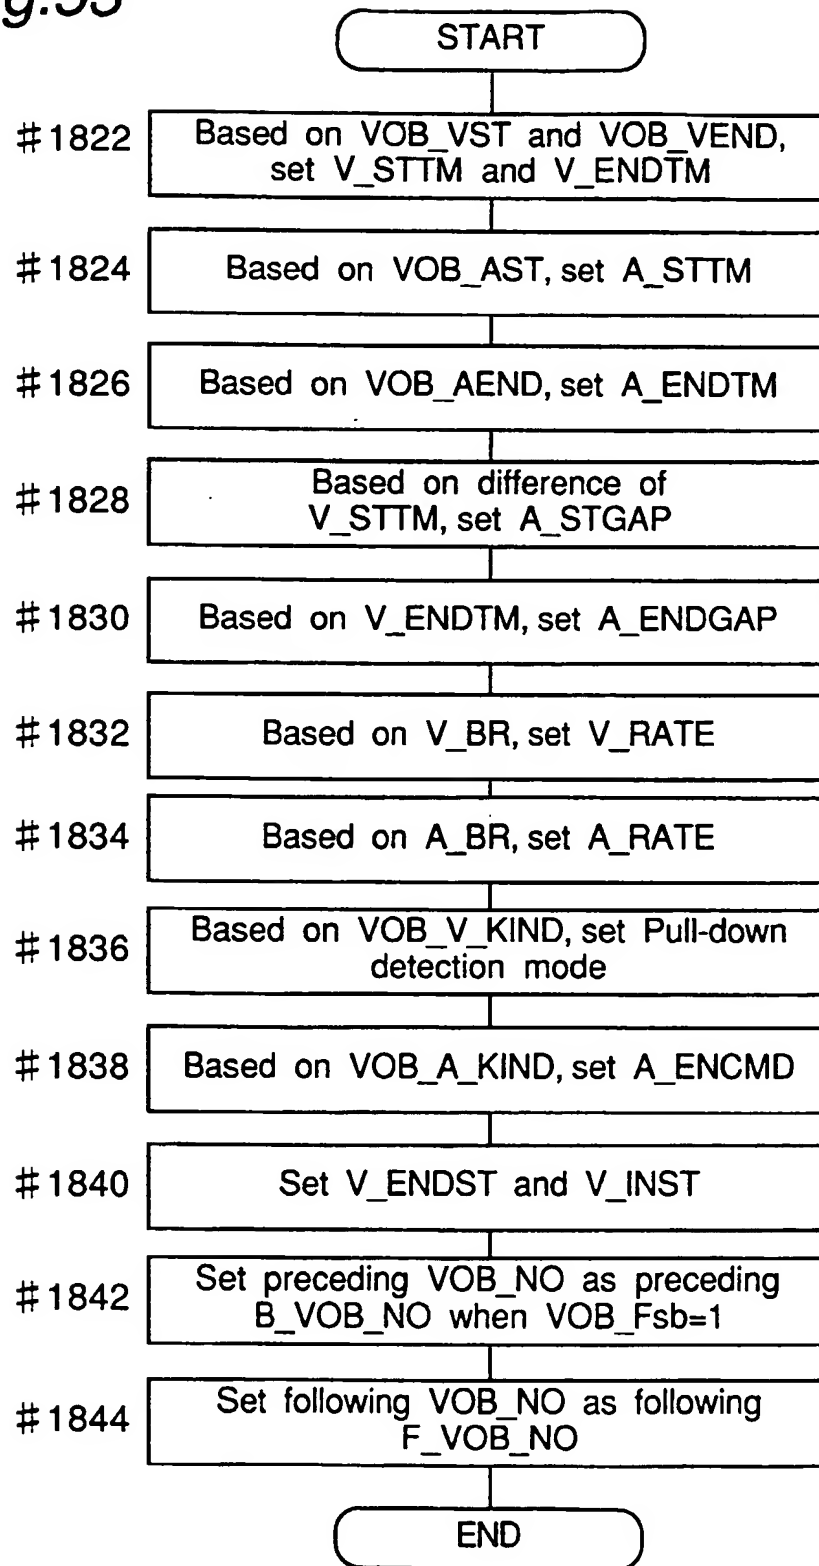 g.53
START
#1822
Based on VOB_VST and VOB_VEND,
set V_STTM and V_ENDTM
#1824
Based on VOB_AST, set A_STTM
#1826
Based on VOB_AEND, set A_ENDTM
#1828
Based on difference of
V_STTM, set A_STGAP
#1830
Based on V_ENDTM, set A_ENDGAP
#1832
Based on V_BR, set V_RATE
#1834
Based on A_BR, set A_RATE
#1836
Based on VOB_V_KIND, set Pull-down
detection mode
#1838
Based on VOB_A_KIND, set A_ENCMD
#1840
Set V_ENDST and V_INST
#1842
Set preceding VOB_NO as preceding
B_VOB_NO when VOB_Fsb=1
#1844
Set following VOB_NO as following
F_VOB_NO
END